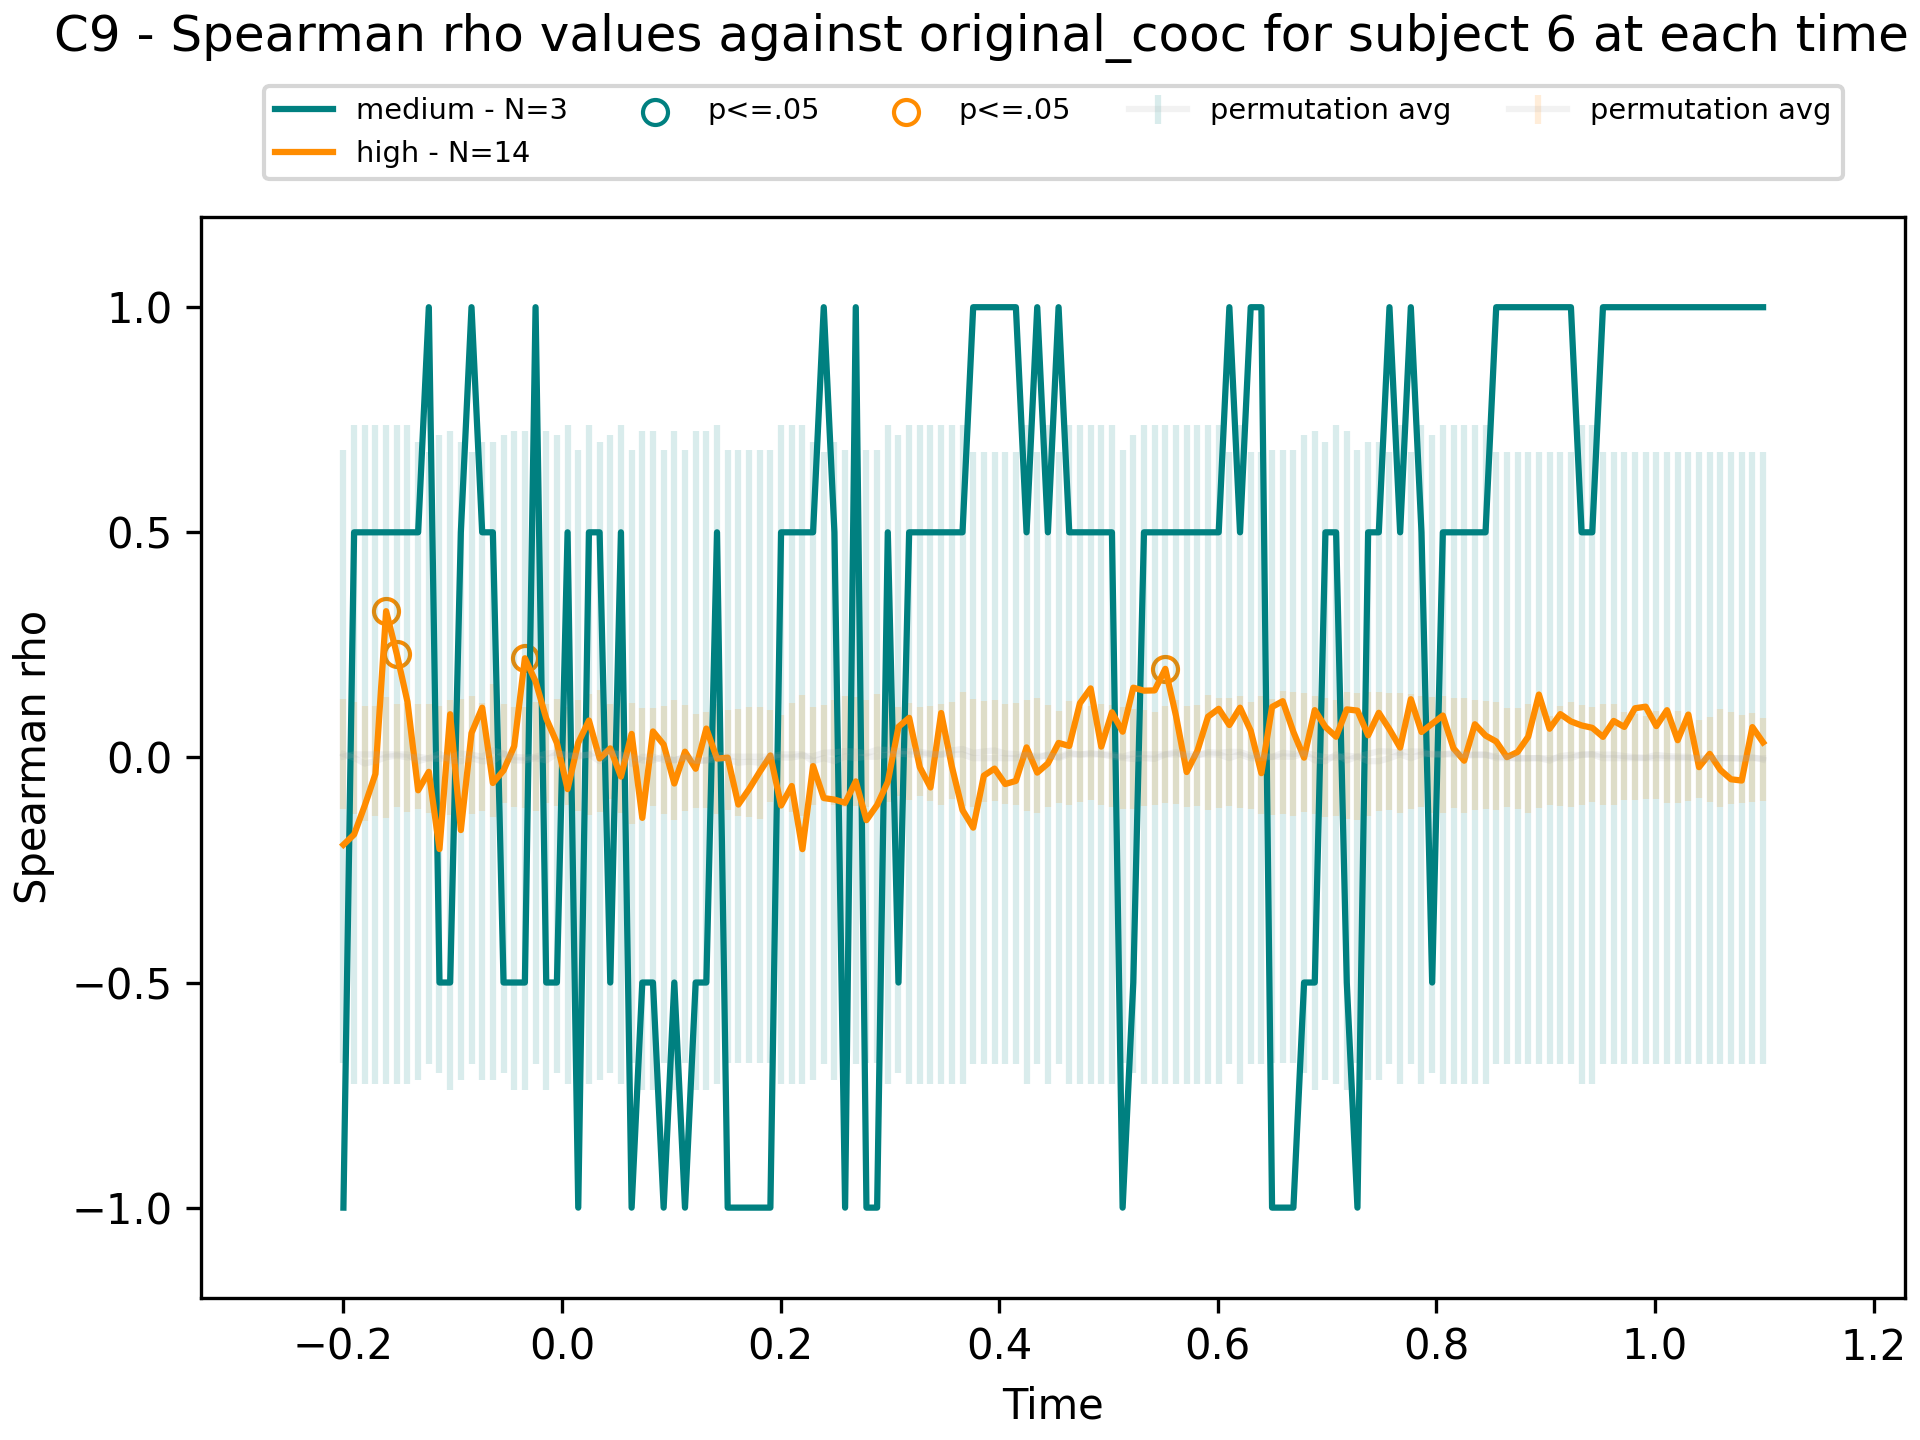 C9 - Spearman rho values against original_cooc for subject 6 at each time
medium - N=3
high - N=14
p<=.05
p<=.05
permutation avg
permutation avg
1.0
0.5
0.0
−0.5
−1.0
Spearman rho
−0.2 0.0 0.2 0.4 0.6 0.8 1.0 1.2
Time